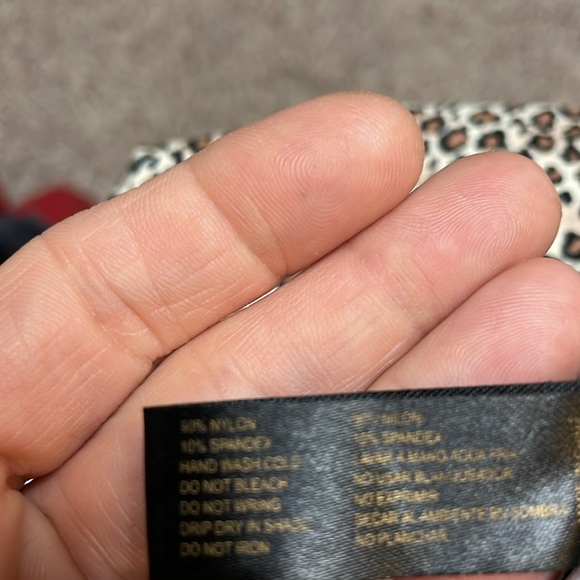 90% NYLON
10% SPANDEX
HAND WASH COLD
DO NOT BLEACH
DO NOT WRING
DRIP DRY IN SHADE
DO NOT IRON
90% NYLON
10% SPANDEX
LAVAR A MANO AGUA FRIA
NO USAR BLANQUEADOR
NO EXPRIMIR
SECAR AL AMBIENTE EN SOMBRA
NO PLANCHAR